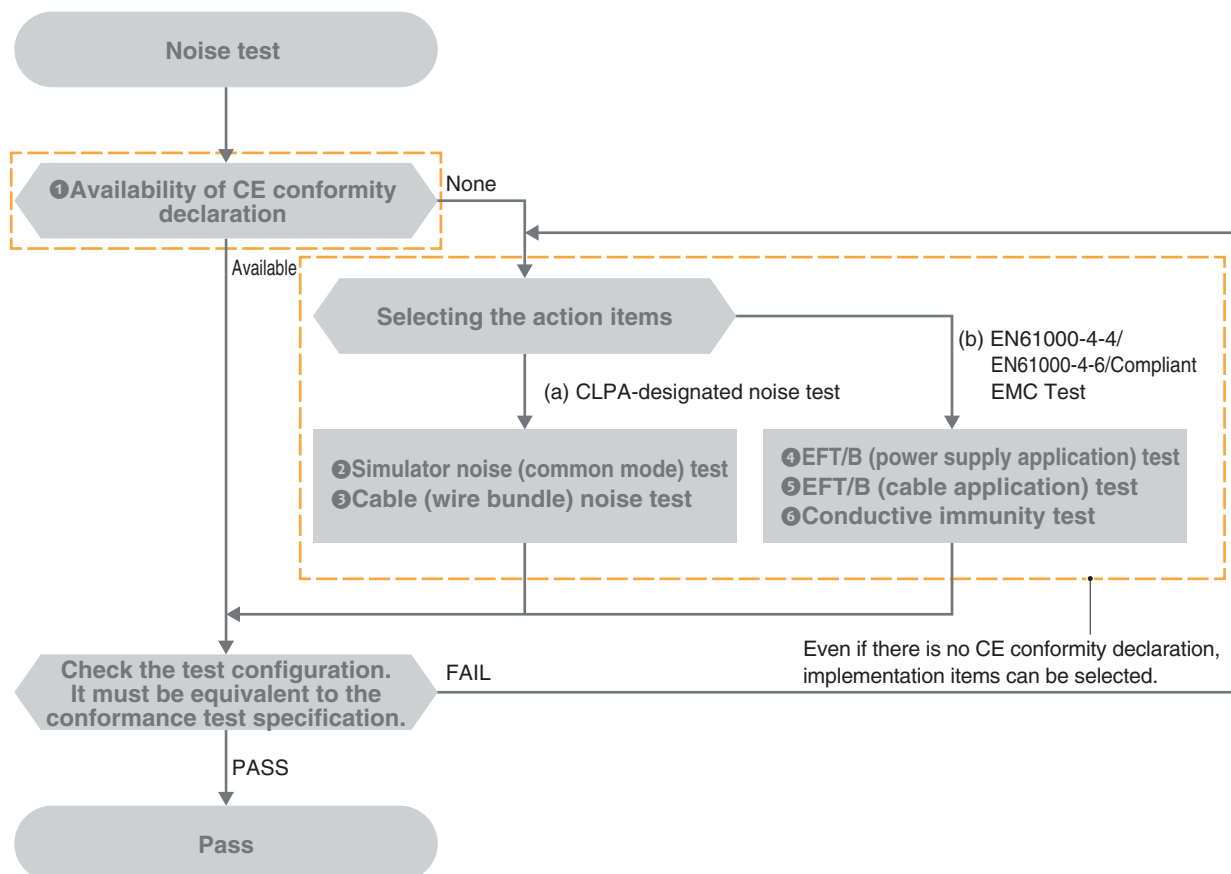 Noise test
❶Availability of CE conformity
declaration
None
Available
Selecting the action items
(a) CLPA-designated noise test
(b) EN61000-4-4/
EN61000-4-6/Compliant
EMC Test
❷Simulator noise (common mode) test
❸Cable (wire bundle) noise test
❹EFT/B (power supply application) test
❺EFT/B (cable application) test
❻Conductive immunity test
Even if there is no CE conformity declaration,
implementation items can be selected.
Check the test configuration.
It must be equivalent to the
conformance test specification.
FAIL
PASS
Pass